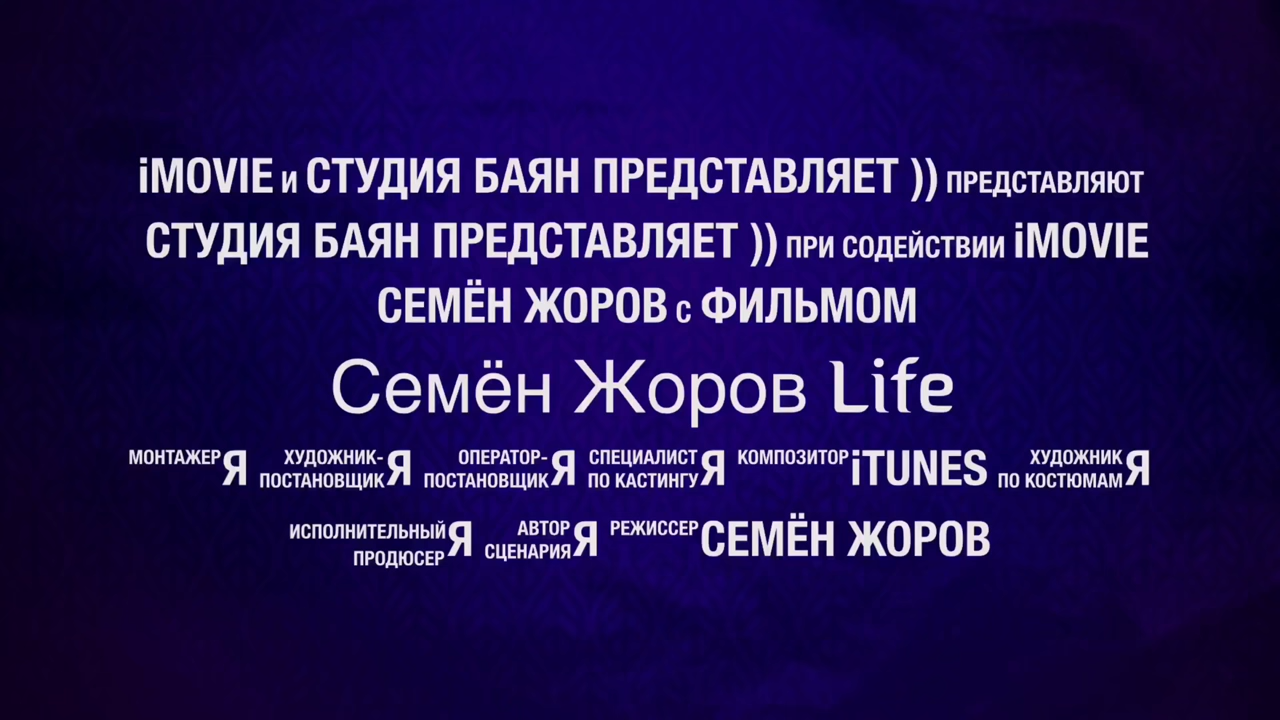 iMOVIE И СТУДИЯ БАЯН ПРЕДСТАВЛЯЕТ )) ПРЕДСТАВЛЯЮТ
СТУДИЯ БАЯН ПРЕДСТАВЛЯЕТ )) ПРИ СОДЕЙСТВИИ iMOVIE
СЕМЁН ЖОРОВ С ФИЛЬМОМ
Семён Жоров Life
МОНТАЖЕР Я ХУДОЖНИК-ПОСТАНОВЩИК Я ОПЕРАТОР-ПОСТАНОВЩИК Я СПЕЦИАЛИСТ ПО КАСТИНГУ Я КОМПОЗИТОР iTUNES ХУДОЖНИК ПО КОСТЮМАМ Я
ИСПОЛНИТЕЛЬНЫЙ ПРОДЮСЕР Я АВТОР СЦЕНАРИЯ Я РЕЖИССЕР СЕМЁН ЖОРОВ